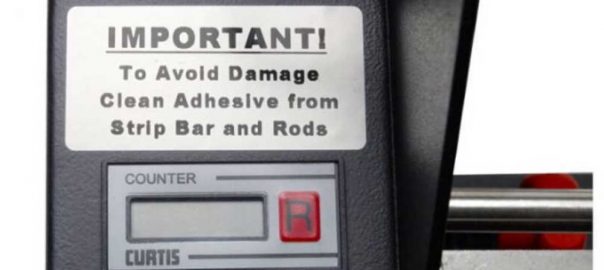 IMPORTANT!
To Avoid Damage
Clean Adhesive from
Strip Bar and Rods
COUNTER
R
CURTIS